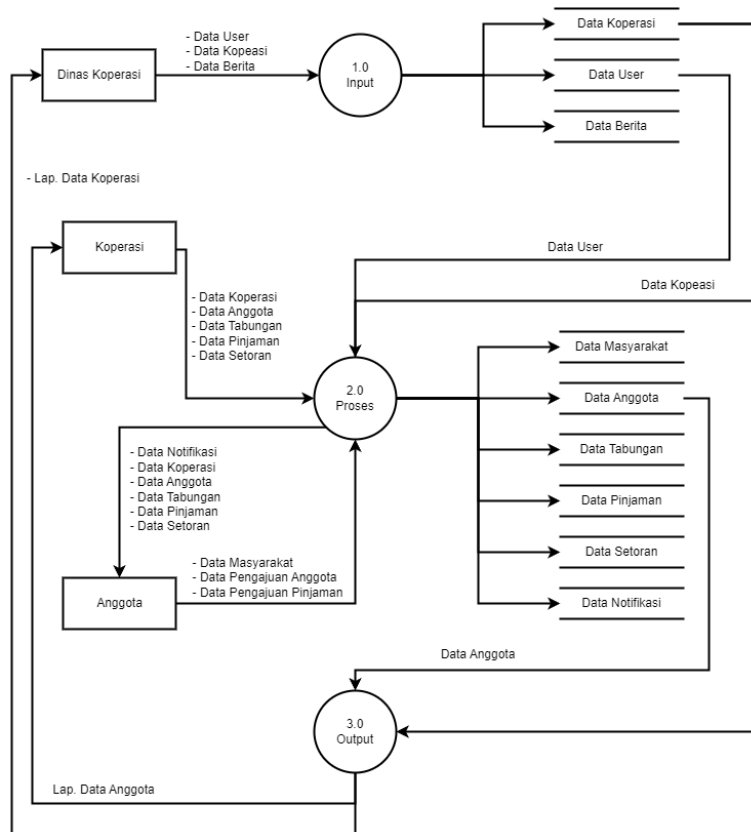 Data Koperasi
- Data User
- Data Kopeasi
- Data Berita
Dinas Koperasi
1.0
Input
Data User
Data Berita
- Lap. Data Koperasi
Koperasi
Data User
Data Kopeasi
- Data Koperasi
- Data Anggota
- Data Tabungan
- Data Pinjaman
- Data Setoran
Data Masyarakat
2.0
Proses
Data Anggota
- Data Notifikasi
- Data Koperasi
- Data Anggota
- Data Tabungan
- Data Pinjaman
- Data Setoran
Data Tabungan
Data Pinjaman
Data Setoran
- Data Masyarakat
- Data Pengajuan Anggota
- Data Pengajuan Pinjaman
Anggota
Data Notifikasi
Data Anggota
3.0
Output
Lap. Data Anggota